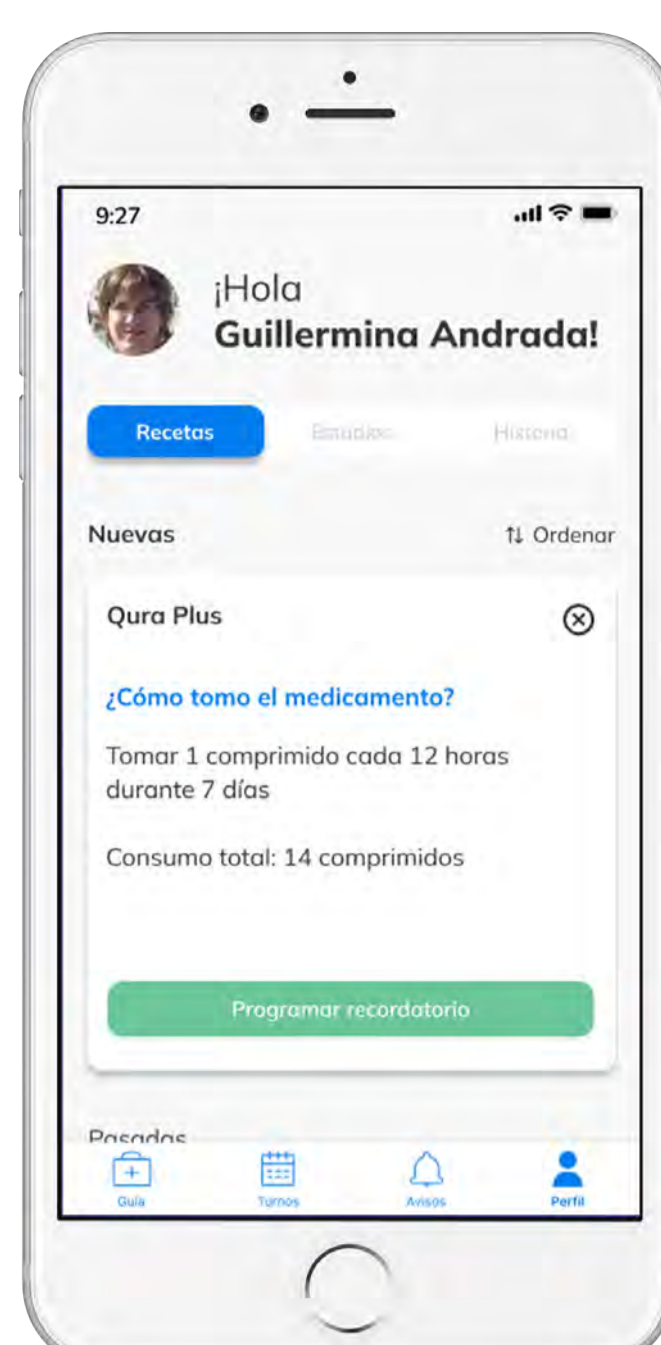 9:27
¡Hola
Guillermina Andrada!
Recetas
Estudios
Historia
Nuevas
↑↓ Ordenar
Qura Plus
¿Cómo tomo el medicamento?
Tomar 1 comprimido cada 12 horas
durante 7 días
Consumo total: 14 comprimidos
Programar recordatorio
Pasadas
Guía
Turnos
Avisos
Perfil